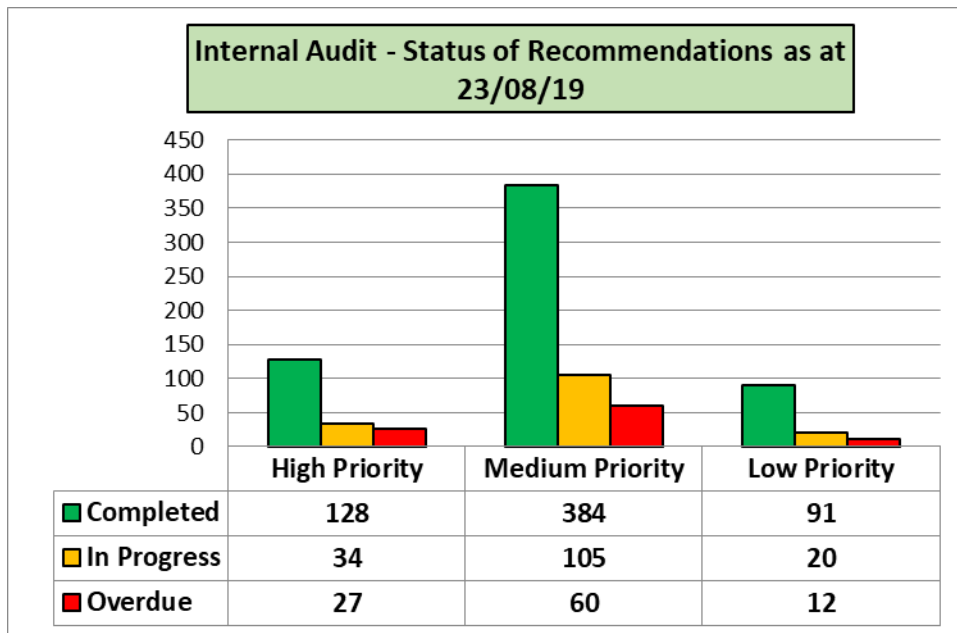 Internal Audit - Status of Recommendations as at
23/08/19
450
400
350
300
250
200
150
100
50
0
High Priority Medium Priority Low Priority
Completed 128 384 91
In Progress 34 105 20
Overdue 27 60 12